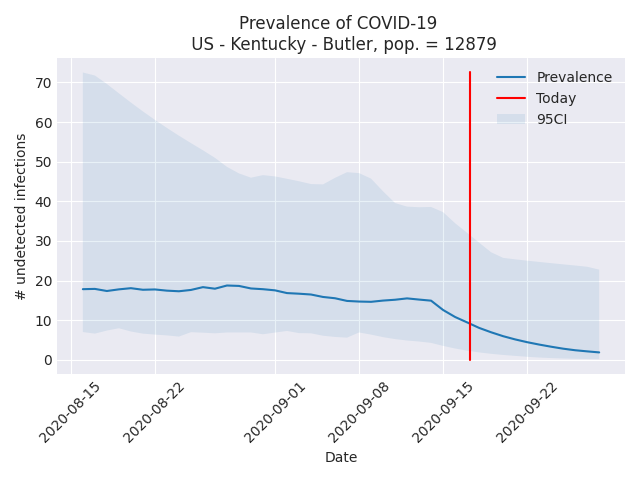 Prevalence of COVID-19
US - Kentucky - Butler, pop. = 12879
Prevalence
Today
95CI
# undetected infections
70
60
50
40
30
20
10
0
2020-08-15
2020-08-22
2020-09-01
2020-09-08
2020-09-15
2020-09-22
Date